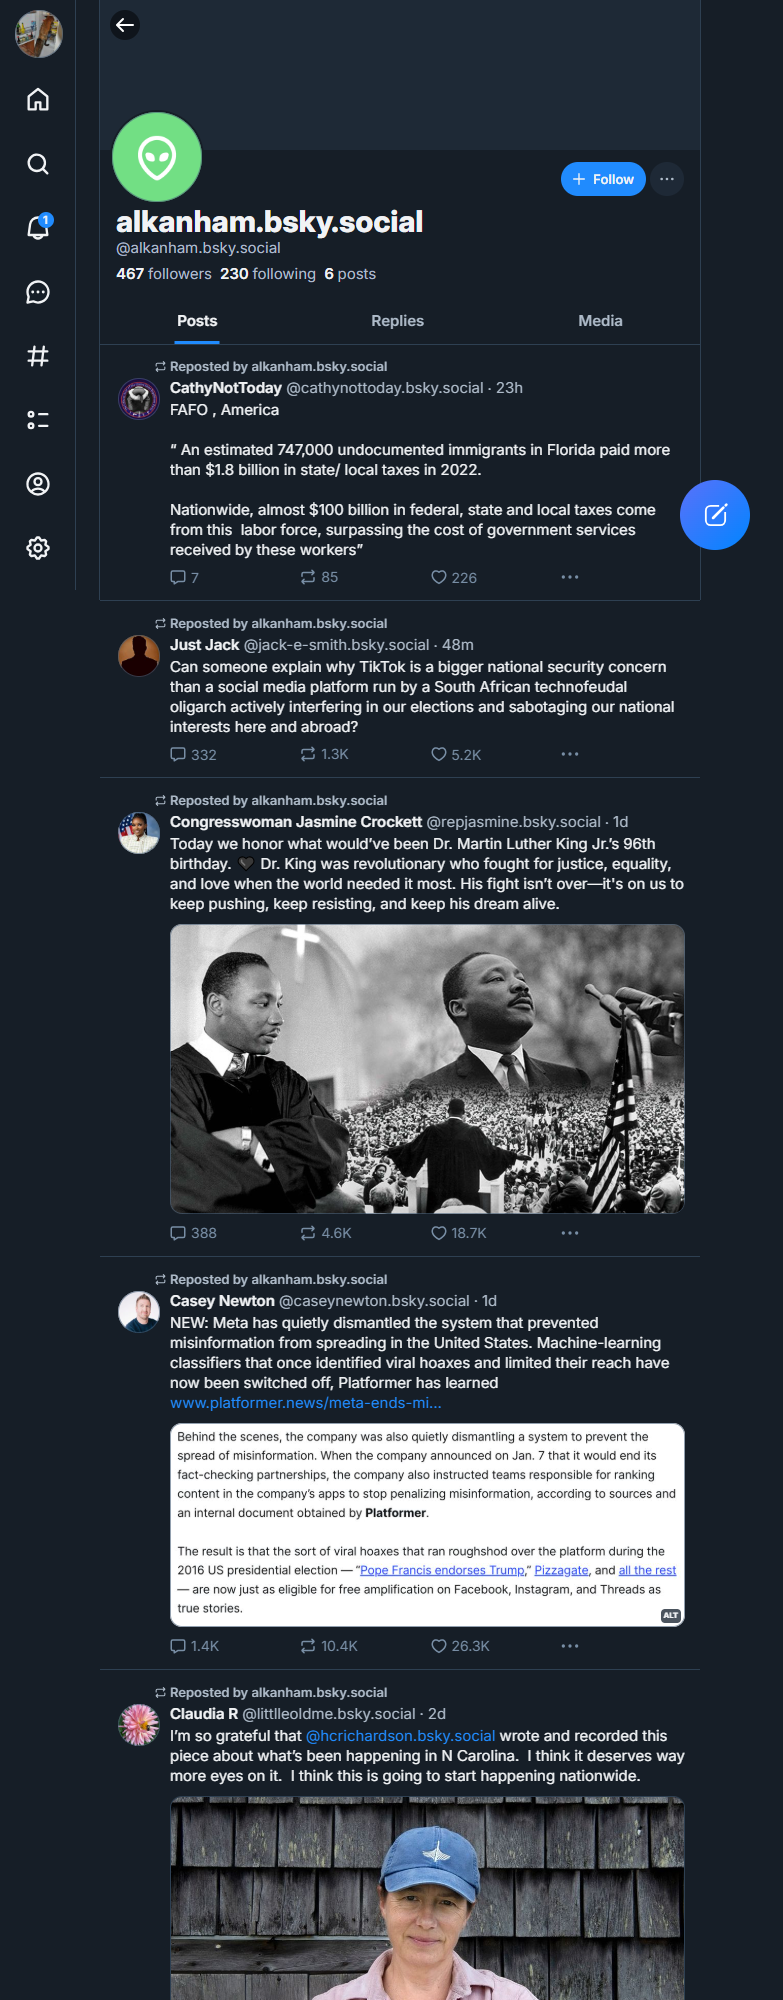 1
+ Follow
alkanham.bsky.social
@alkanham.bsky.social
467 followers 230 following 6 posts
Posts Replies Media
Reposted by alkanham.bsky.social
CathyNotToday @cathynottoday.bsky.social · 23h
FAFO , America
“ An estimated 747,000 undocumented immigrants in Florida paid more
than $1.8 billion in state/ local taxes in 2022.
Nationwide, almost $100 billion in federal, state and local taxes come
from this labor force, surpassing the cost of government services
received by these workers”
7 85 226
Reposted by alkanham.bsky.social
Just Jack @jack-e-smith.bsky.social · 48m
Can someone explain why TikTok is a bigger national security concern
than a social media platform run by a South African technofeudal
oligarch actively interfering in our elections and sabotaging our national
interests here and abroad?
332 1.3K 5.2K
Reposted by alkanham.bsky.social
Congresswoman Jasmine Crockett @repjasmine.bsky.social · 1d
Today we honor what would’ve been Dr. Martin Luther King Jr.’s 96th
birthday. 🖤 Dr. King was revolutionary who fought for justice, equality,
and love when the world needed it most. His fight isn’t over—it's on us to
keep pushing, keep resisting, and keep his dream alive.
388 4.6K 18.7K
Reposted by alkanham.bsky.social
Casey Newton @caseynewton.bsky.social · 1d
NEW: Meta has quietly dismantled the system that prevented
misinformation from spreading in the United States. Machine-learning
classifiers that once identified viral hoaxes and limited their reach have
now been switched off, Platformer has learned
www.platformer.news/meta-ends-mi...
Behind the scenes, the company was also quietly dismantling a system to prevent the
spread of misinformation. When the company announced on Jan. 7 that it would end its
fact-checking partnerships, the company also instructed teams responsible for ranking
content in the company’s apps to stop penalizing misinformation, according to sources and
an internal document obtained by Platformer.
The result is that the sort of viral hoaxes that ran roughshod over the platform during the
2016 US presidential election — “Pope Francis endorses Trump,” Pizzagate, and all the rest
— are now just as eligible for free amplification on Facebook, Instagram, and Threads as
true stories.
ALT
1.4K 10.4K 26.3K
Reposted by alkanham.bsky.social
Claudia R @littlleoldme.bsky.social · 2d
I’m so grateful that @hcrichardson.bsky.social wrote and recorded this
piece about what’s been happening in N Carolina. I think it deserves way
more eyes on it. I think this is going to start happening nationwide.